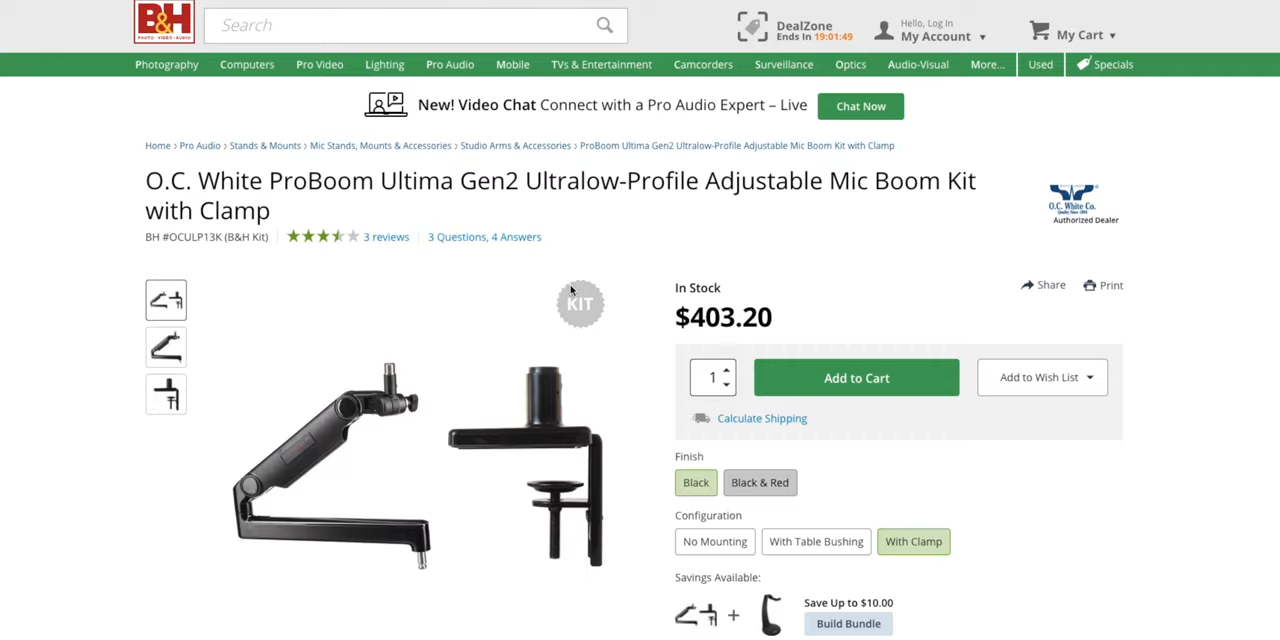 B&H
PHOTO · VIDEO · AUDIO
Search
DealZone
Ends In 19:01:49
Hello, Log In
My Account
My Cart
Photography Computers Pro Video Lighting Pro Audio Mobile TVs & Entertainment Camcorders Surveillance Optics Audio-Visual More... Used Specials
New! Video Chat Connect with a Pro Audio Expert – Live Chat Now
Home > Pro Audio > Stands & Mounts > Mic Stands, Mounts & Accessories > Studio Arms & Accessories > ProBoom Ultima Gen2 Ultralow-Profile Adjustable Mic Boom Kit with Clamp
O.C. White ProBoom Ultima Gen2 Ultralow-Profile Adjustable Mic Boom Kit
with Clamp
BH #OCULP13K (B&H Kit) 3 reviews 3 Questions, 4 Answers
O.C. White Co.
Quality Since 1894
Authorized Dealer
KIT
In Stock
Share Print
$403.20
1 Add to Cart Add to Wish List
Calculate Shipping
Finish
Black Black & Red
Configuration
No Mounting With Table Bushing With Clamp
Savings Available:
+
Save Up to $10.00
Build Bundle